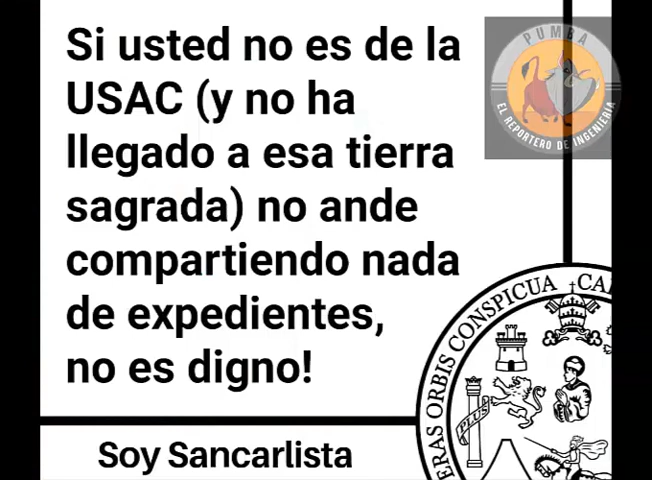 Si usted no es de la
USAC (y no ha
llegado a esa tierra
sagrada) no ande
compartiendo nada
de expedientes,
no es digno!
PUMBA
EL REPORTERO DE INGENIERIA
ERAS ORBIS CONSPICUA CA
PLUS
Soy Sancarlista